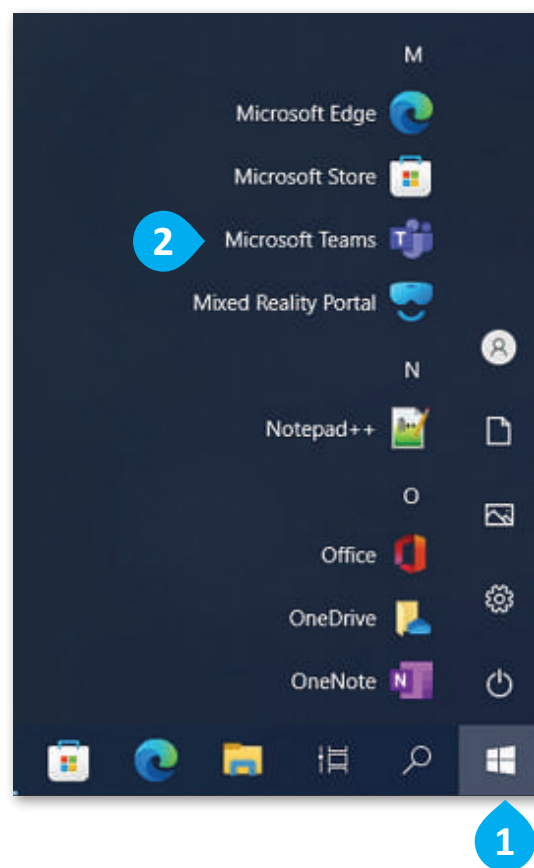 M
Microsoft Edge
Microsoft Store
2
Microsoft Teams
Mixed Reality Portal
N
Notepad++
O
Office
OneDrive
OneNote
1